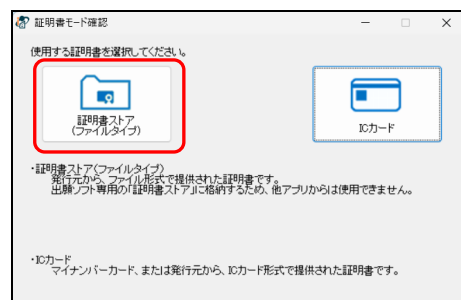 証明書モード確認
使用する証明書を選択してください。
証明書ストア
(ファイルタイプ)
ICカード
・証明書ストア(ファイルタイプ)
発行元から、ファイル形式で提供された証明書です。
出願ソフト専用の「証明書ストア」に格納するため、他アプリからは使用できません。
・ICカード
マイナンバーカード、または発行元から、ICカード形式で提供された証明書です。